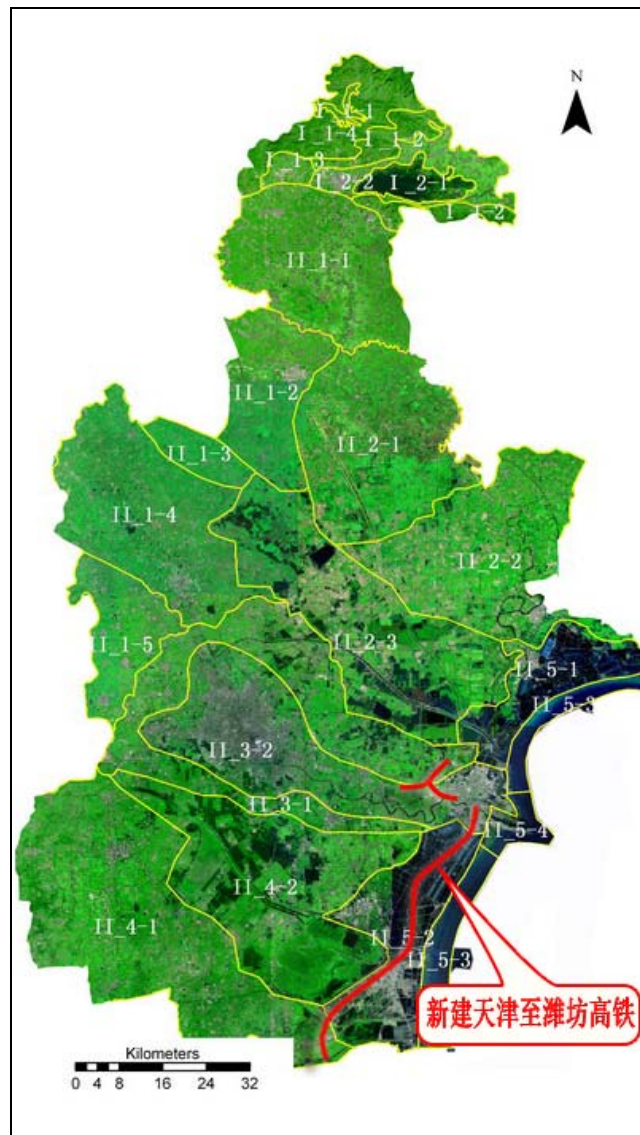 N
I_1-1
I_1-4
I_1-2
I_1-3
I_2-2
I_2-1
II_1-1
II_1-2
II_2-1
II_1-3
II_1-4
II_2-2
II_1-5
II_2-3
II_5-1
II_5-3
II_3-2
II_3-1
II_5-4
II_4-2
II_4-1
II_5-2
II_5-3
新建天津至潍坊高铁
Kilometers
0 4 8 16 24 32